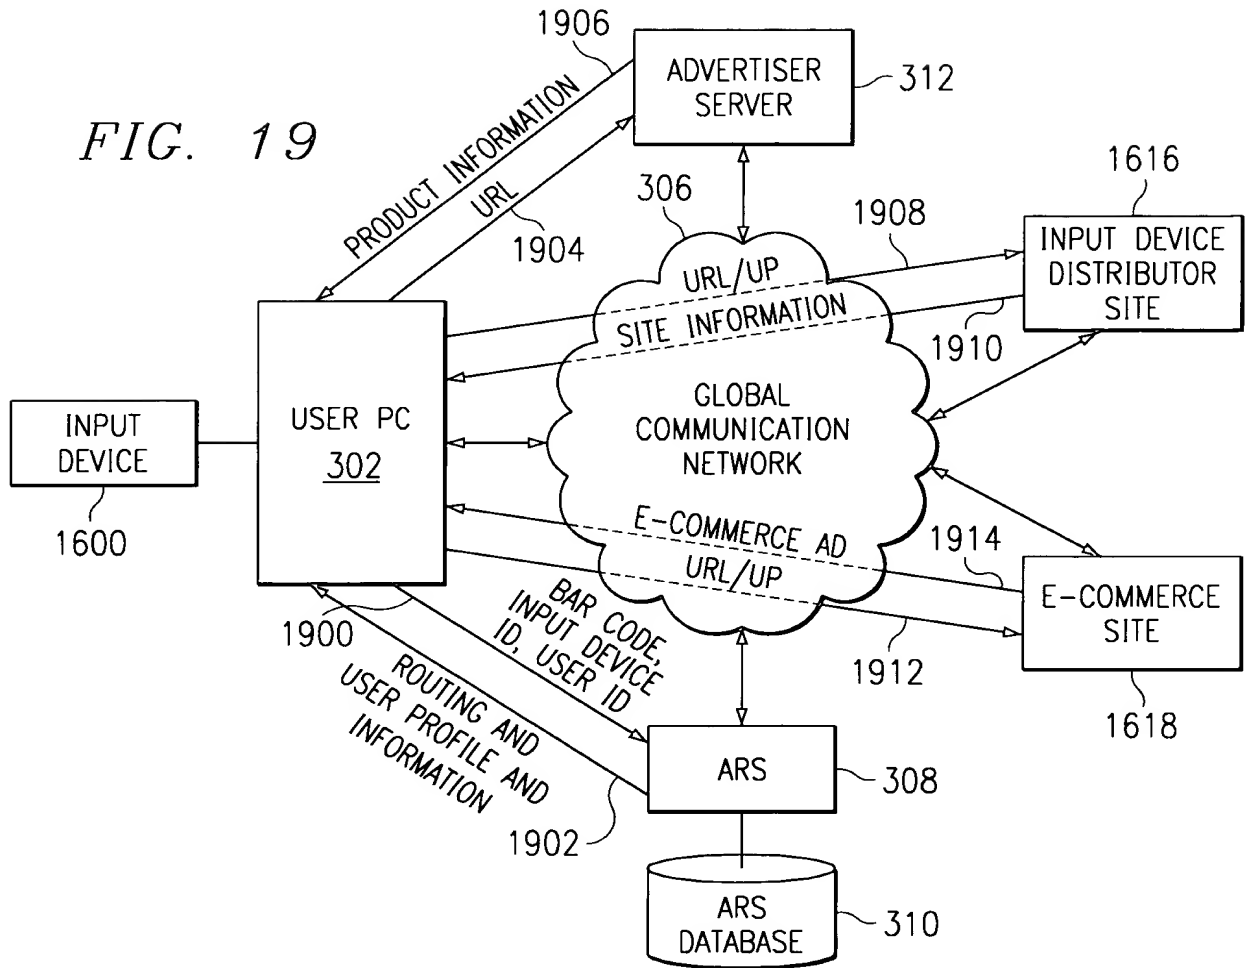 FIG. 19
1906
ADVERTISER
SERVER
312
PRODUCT INFORMATION
URL
1904
306
1908
1616
INPUT DEVICE
DISTRIBUTOR
SITE
URL/UP
SITE INFORMATION
1910
INPUT
DEVICE
1600
USER PC
302
GLOBAL
COMMUNICATION
NETWORK
E-COMMERCE AD
URL/UP
1914
1912
E-COMMERCE
SITE
1618
1900
BAR CODE,
INPUT DEVICE
ID, USER ID
ROUTING AND
USER PROFILE AND
INFORMATION
1902
ARS
308
ARS
DATABASE
310